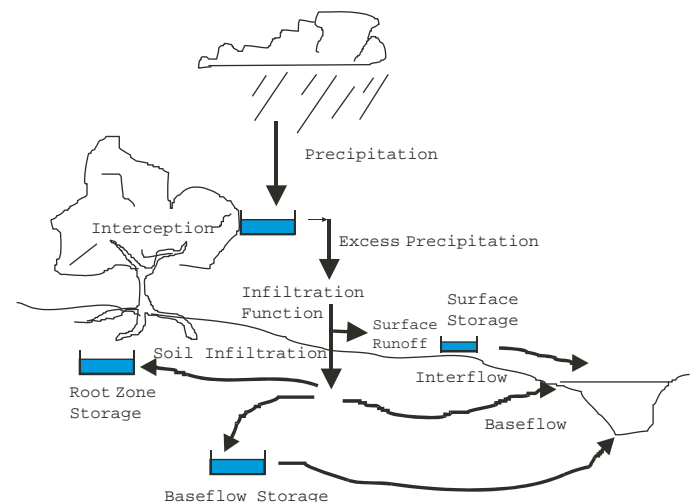 Precipitation
Interception
Excess Precipitation
Infiltration
Function
Surface
Storage
Surface
Runoff
Soil Infiltration
Interflow
Root Zone
Storage
Baseflow
Baseflow Storage